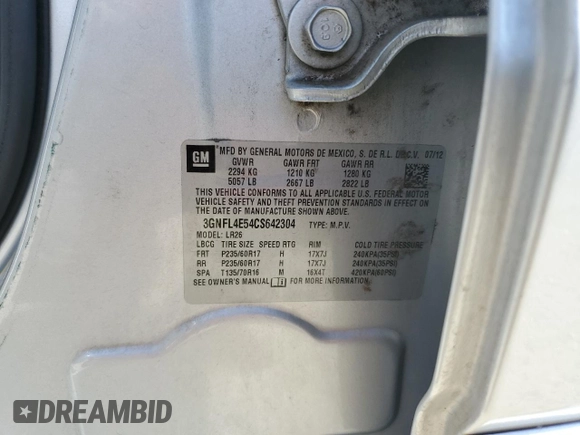 GM
MFD BY GENERAL MOTORS DE MEXICO, S. DE R.L. DE C.V. 07/12
GVWR GAWR FRT GAWR RR
2294 KG 1210 KG 1280 KG
5057 LB 2667 LB 2822 LB
THIS VEHICLE CONFORMS TO ALL APPLICABLE U.S. FEDERAL MOTOR
VEHICLE SAFETY AND THEFT PREVENTION STANDARDS IN EFFECT ON
THE DATE OF MANUFACTURE SHOWN ABOVE.
3GNFL4E54CS642304 TYPE: M.P.V.
MODEL: LR26
LBCG TIRE SIZE SPEED RTG RIM COLD TIRE PRESSURE
FRT P235/60R17 H 17X7J 240KPA(35PSI)
RR P235/60R17 H 17X7J 240KPA(35PSI)
SPA T135/70R16 M 16X4T 420KPA(60PSI)
SEE OWNER'S MANUAL i FOR MORE INFORMATION.
DREAMBID